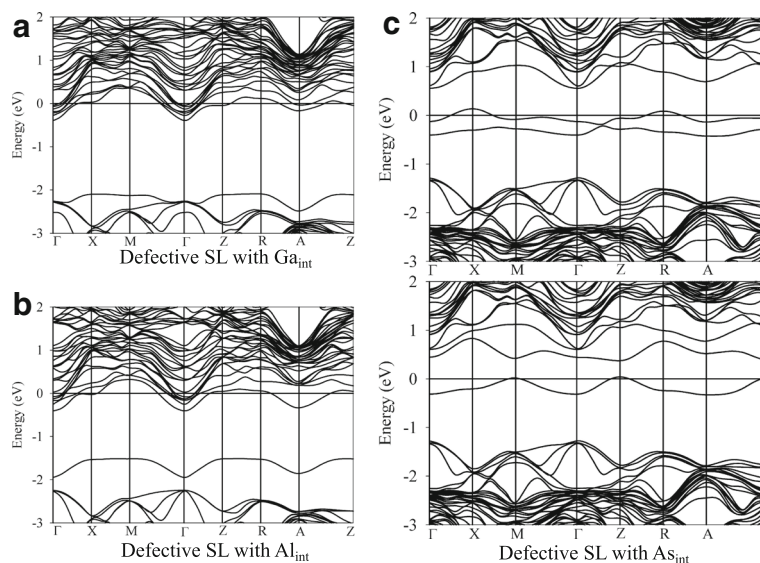 a
2
1
0
-1
-2
-3
Energy (eV)
Γ X M Γ Z R A Z
Defective SL with Gaint
b
2
1
0
-1
-2
-3
Energy (eV)
Γ X M Γ Z R A Z
Defective SL with Alint
c
2
1
0
-1
-2
-3
Energy (eV)
Γ X M Γ Z R A
2
1
0
-1
-2
-3
Energy (eV)
Γ X M Γ Z R A
Defective SL with Asint